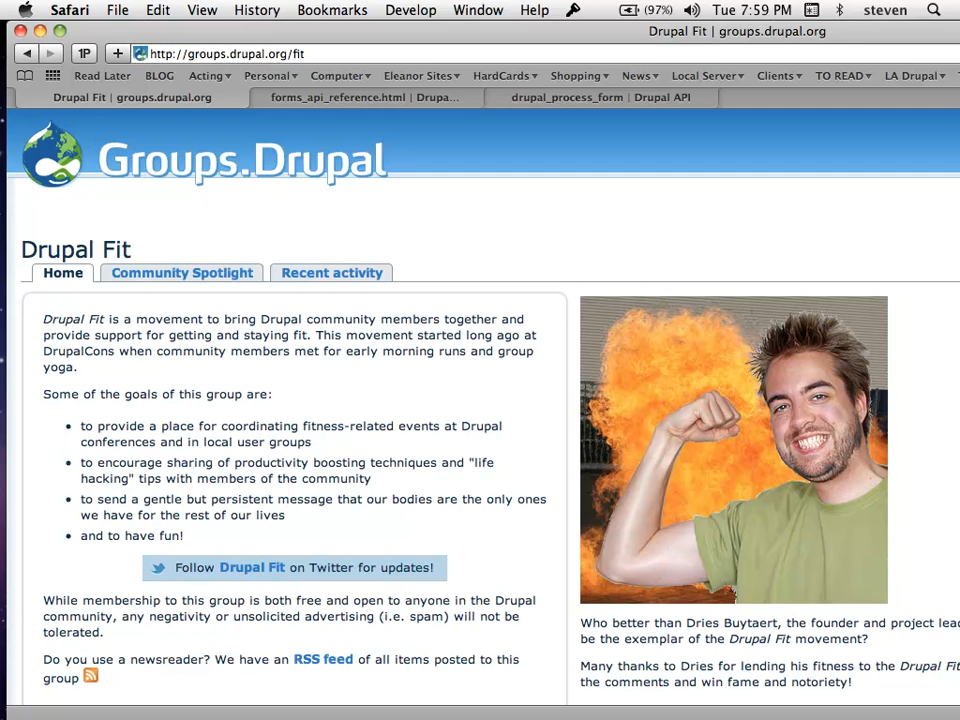 Safari File Edit View History Bookmarks Develop Window Help (97%) Tue 7:59 PM steven
Drupal Fit | groups.drupal.org
1P + http://groups.drupal.org/fit
Read Later BLOG Acting Personal Computer Eleanor Sites HardCards Shopping News Local Server Clients TO READ LA Drupal
Drupal Fit | groups.drupal.org forms_api_reference.html | Drupa... drupal_process_form | Drupal API
Groups.Drupal
Drupal Fit
Home Community Spotlight Recent activity
Drupal Fit is a movement to bring Drupal community members together and
provide support for getting and staying fit. This movement started long ago at
DrupalCons when community members met for early morning runs and group
yoga.
Some of the goals of this group are:
• to provide a place for coordinating fitness-related events at Drupal
conferences and in local user groups
• to encourage sharing of productivity boosting techniques and "life
hacking" tips with members of the community
• to send a gentle but persistent message that our bodies are the only ones
we have for the rest of our lives
• and to have fun!
Follow Drupal Fit on Twitter for updates!
While membership to this group is both free and open to anyone in the Drupal
community, any negativity or unsolicited advertising (i.e. spam) will not be
tolerated.
Do you use a newsreader? We have an RSS feed of all items posted to this
group
Who better than Dries Buytaert, the founder and project lead
be the exemplar of the Drupal Fit movement?
Many thanks to Dries for lending his fitness to the Drupal Fit
the comments and win fame and notoriety!